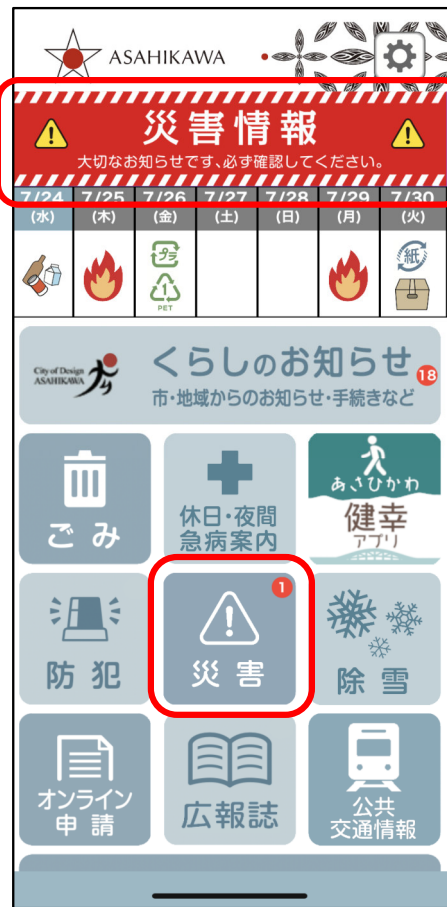 ASAHIKAWA
災害情報
大切なお知らせです、必ず確認してください。
7/24 7/25 7/26 7/27 7/28 7/29 7/30
(水) (木) (金) (土) (日) (月) (火)
プラ
1
PET
紙
City of Design
ASAHIKAWA
くらしのお知らせ
18
市・地域からのお知らせ・手続きなど
ごみ
休日・夜間
急病案内
あさひかわ
健幸
アプリ
防犯
1
災害
除雪
オンライン
申請
広報誌
公共
交通情報